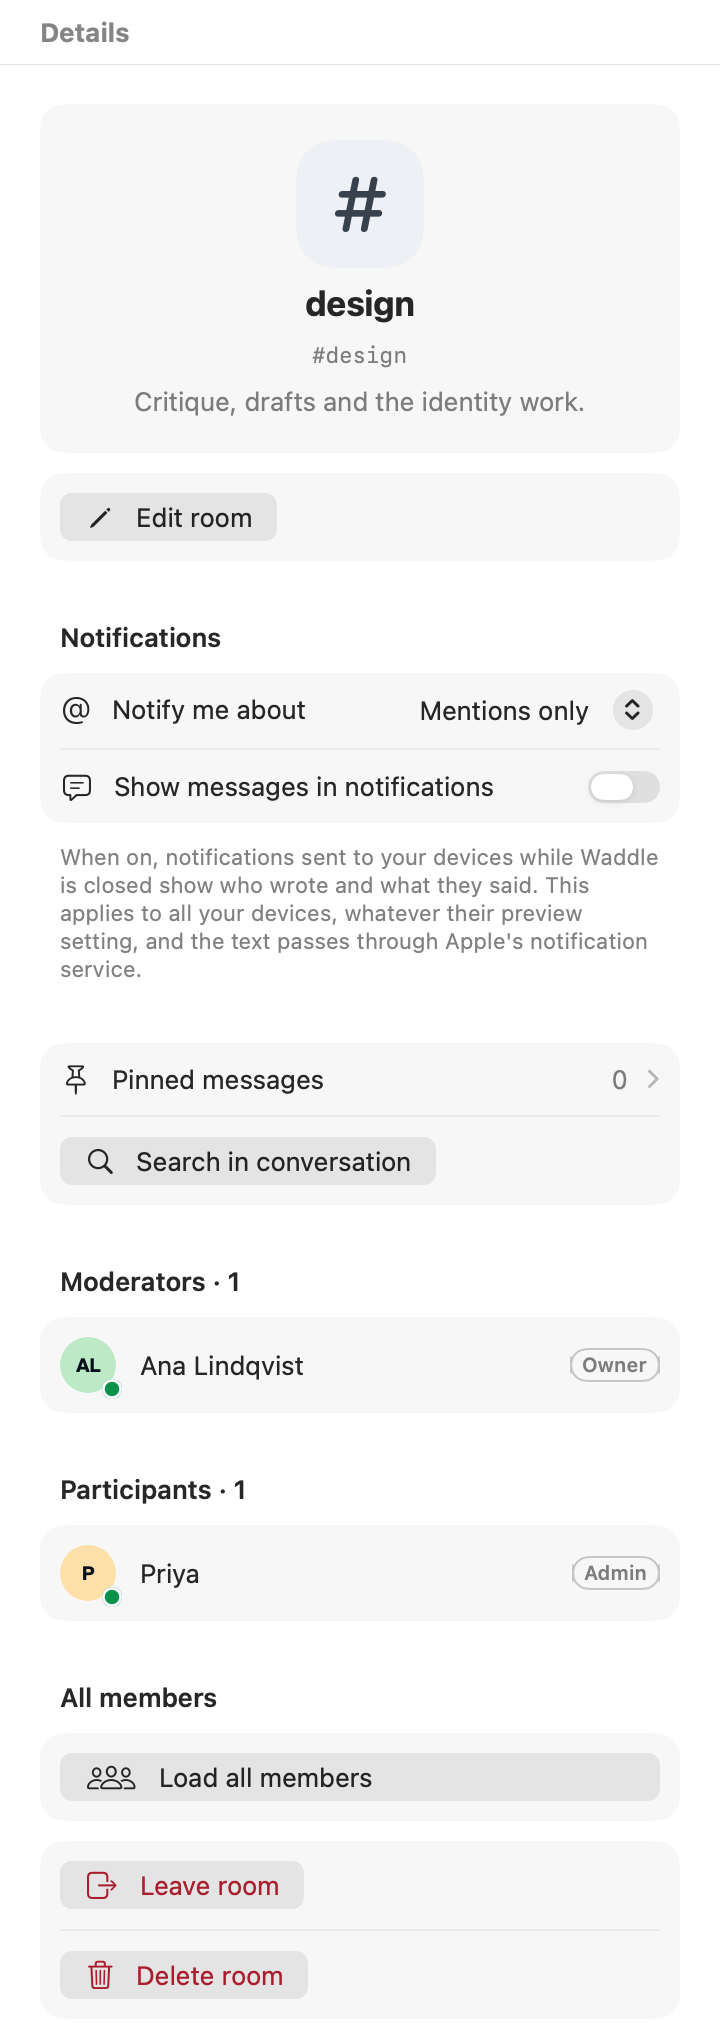 Details
#
design
#design
Critique, drafts and the identity work.
Edit room
Notifications
@ Notify me about Mentions only
Show messages in notifications
When on, notifications sent to your devices while Waddle
is closed show who wrote and what they said. This
applies to all your devices, whatever their preview
setting, and the text passes through Apple's notification
service.
Pinned messages 0
Search in conversation
Moderators · 1
AL Ana Lindqvist Owner
Participants · 1
P Priya Admin
All members
Load all members
Leave room
Delete room